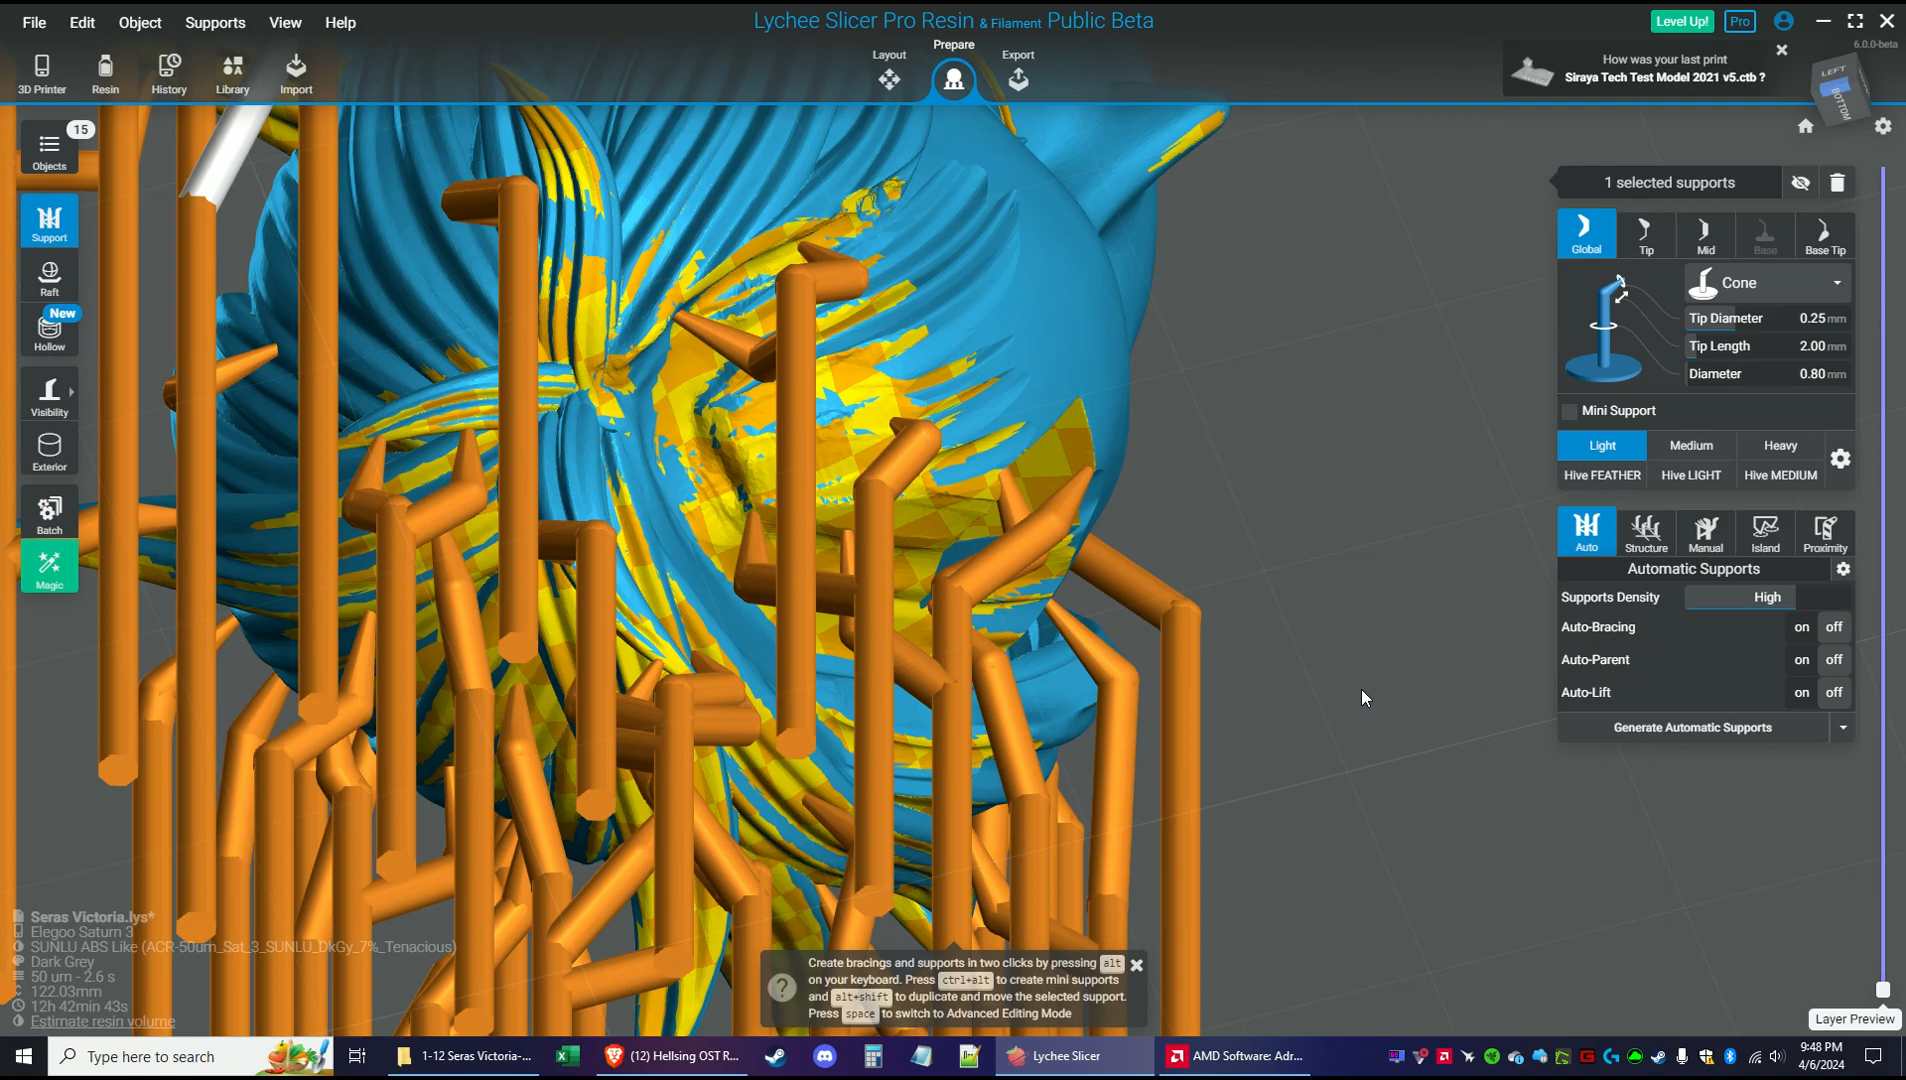 File Edit Object Supports View Help
Lychee Slicer Pro Resin & Filament Public Beta
Level Up! Pro
6.0.0-beta
3D Printer Resin History Library Import
Layout Prepare Export
How was your last print
Siraya Tech Test Model 2021 v5.ctb ?
LEFT
BOTTOM
15
Objects
Support
Raft
New
Hollow
Visibility
Exterior
Batch
Magic
1 selected supports
Global Tip Mid Base Base Tip
Cone
Tip Diameter 0.25 mm
Tip Length 2.00 mm
Diameter 0.80 mm
Mini Support
Light Medium Heavy
Hive FEATHER Hive LIGHT Hive MEDIUM
Auto Structure Manual Island Proximity
Automatic Supports
Supports Density High
Auto-Bracing on off
Auto-Parent on off
Auto-Lift on off
Generate Automatic Supports
Seras Victoria.lys*
Elegoo Saturn 3
SUNLU ABS Like (ACR-50um_Sat_3_SUNLU_DkGy_7%_Tenacious)
Dark Grey
50 um - 2.6 s
122.03mm
12h 42min 43s
Estimate resin volume
? Create bracings and supports in two clicks by pressing alt
on your keyboard. Press ctrl+alt to create mini supports
and alt+shift to duplicate and move the selected support.
Press space to switch to Advanced Editing Mode
Layer Preview
Type here to search
1-12 Seras Victoria-...
(12) Hellsing OST R...
Lychee Slicer
AMD Software: Adr...
9:48 PM
4/6/2024